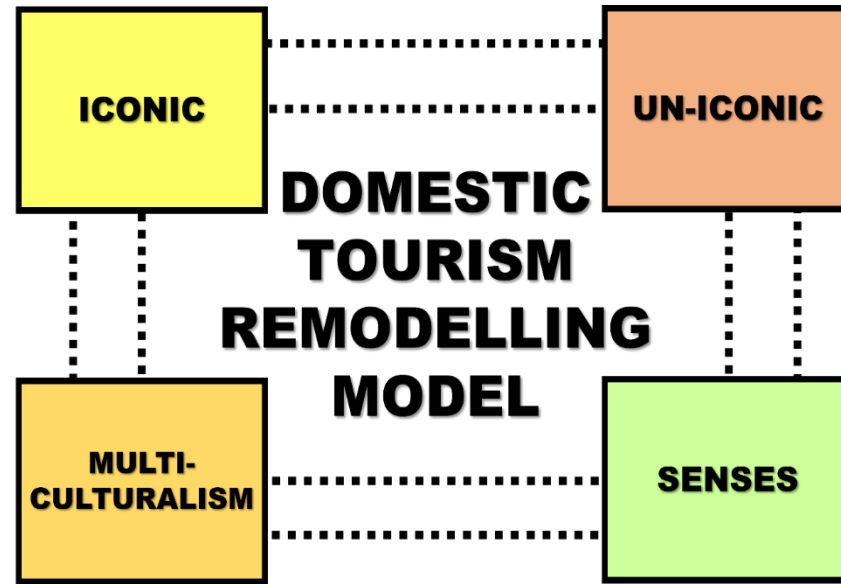 ICONIC
UN-ICONIC
DOMESTIC
TOURISM
REMODELLING
MODEL
MULTI-
CULTURALISM
SENSES